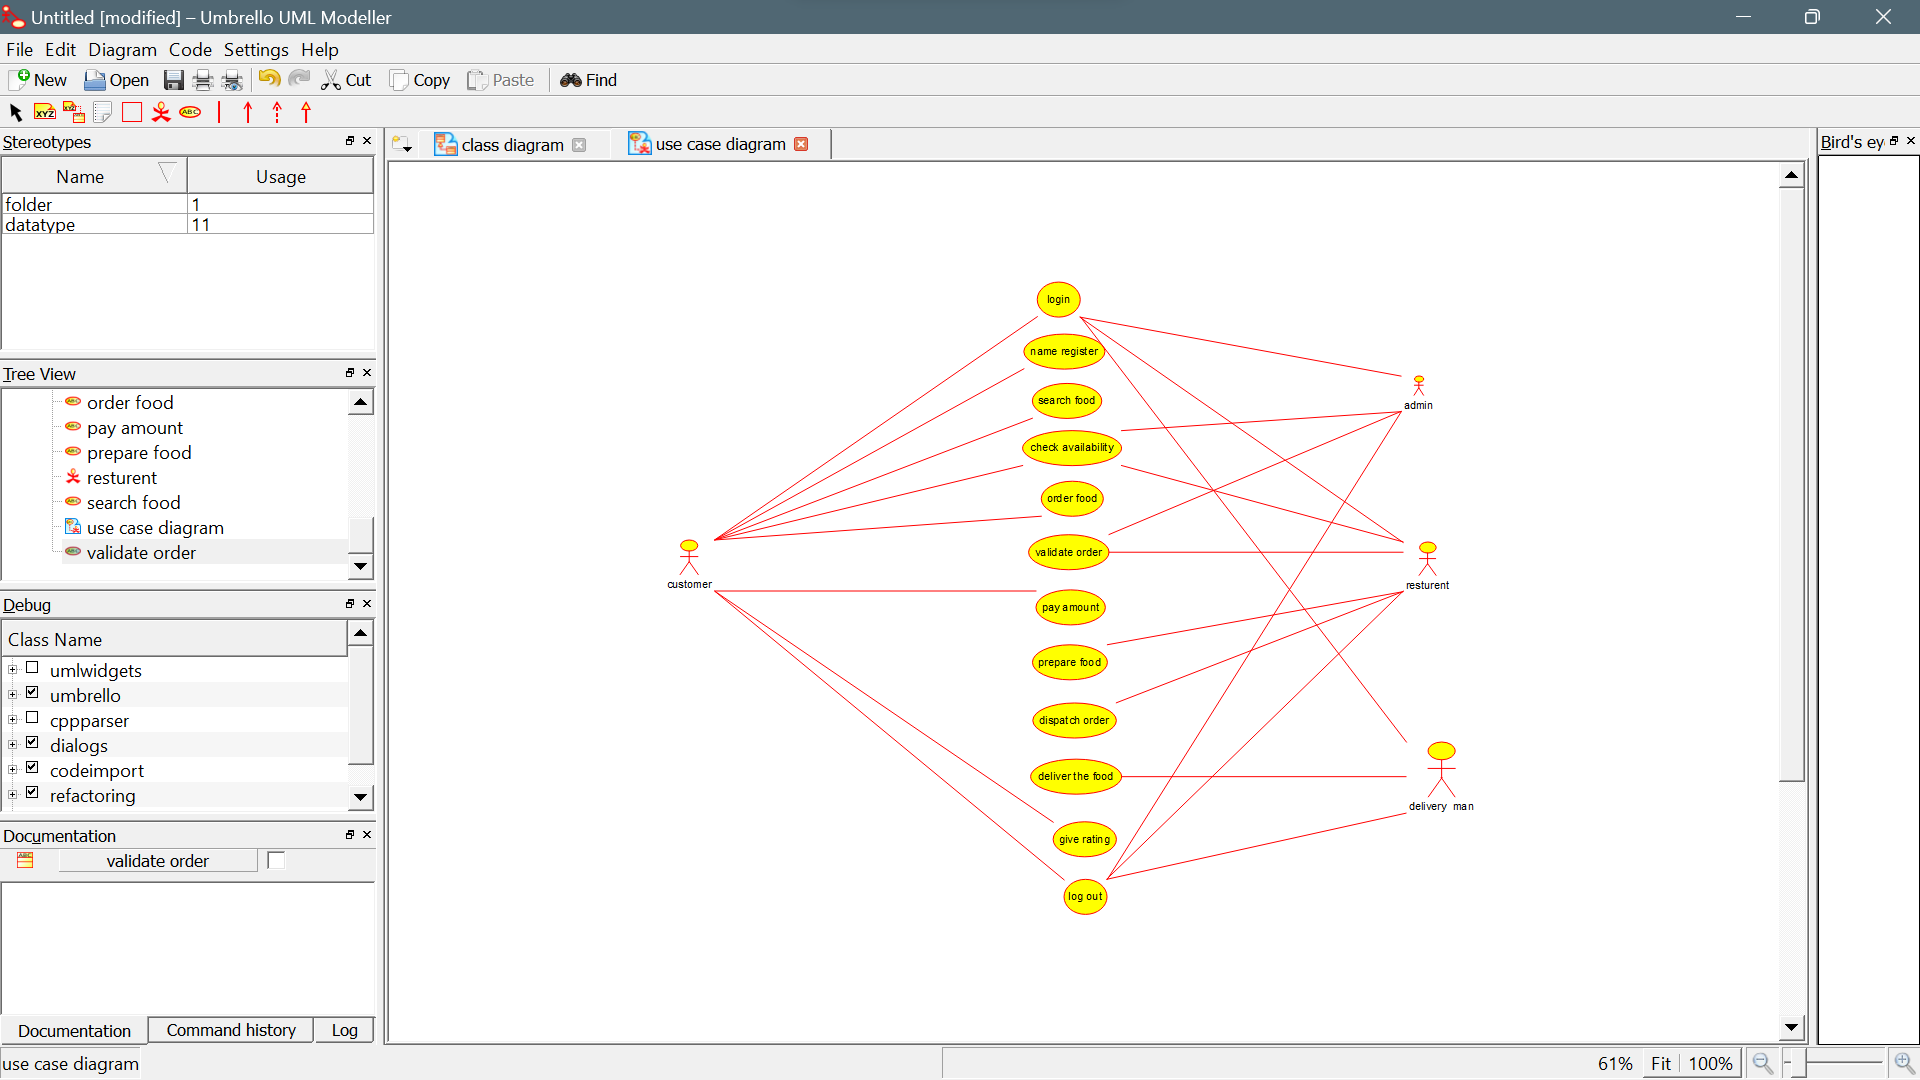 Untitled [modified] – Umbrello UML Modeller
File Edit Diagram Code Settings Help
New Open Cut Copy Paste Find
XYZ XYZ ABC
Stereotypes
Name Usage
folder 1
datatype 11
Tree View
order food
pay amount
prepare food
resturent
search food
use case diagram
validate order
Debug
Class Name
umlwidgets
umbrello
cppparser
dialogs
codeimport
refactoring
Documentation
validate order
Documentation Command history Log
use case diagram
class diagram use case diagram
login
name register
search food
check availability
order food
validate order
pay amount
prepare food
dispatch order
deliver the food
give rating
log out
customer
admin
resturent
delivery man
Bird's ey
61% Fit 100%